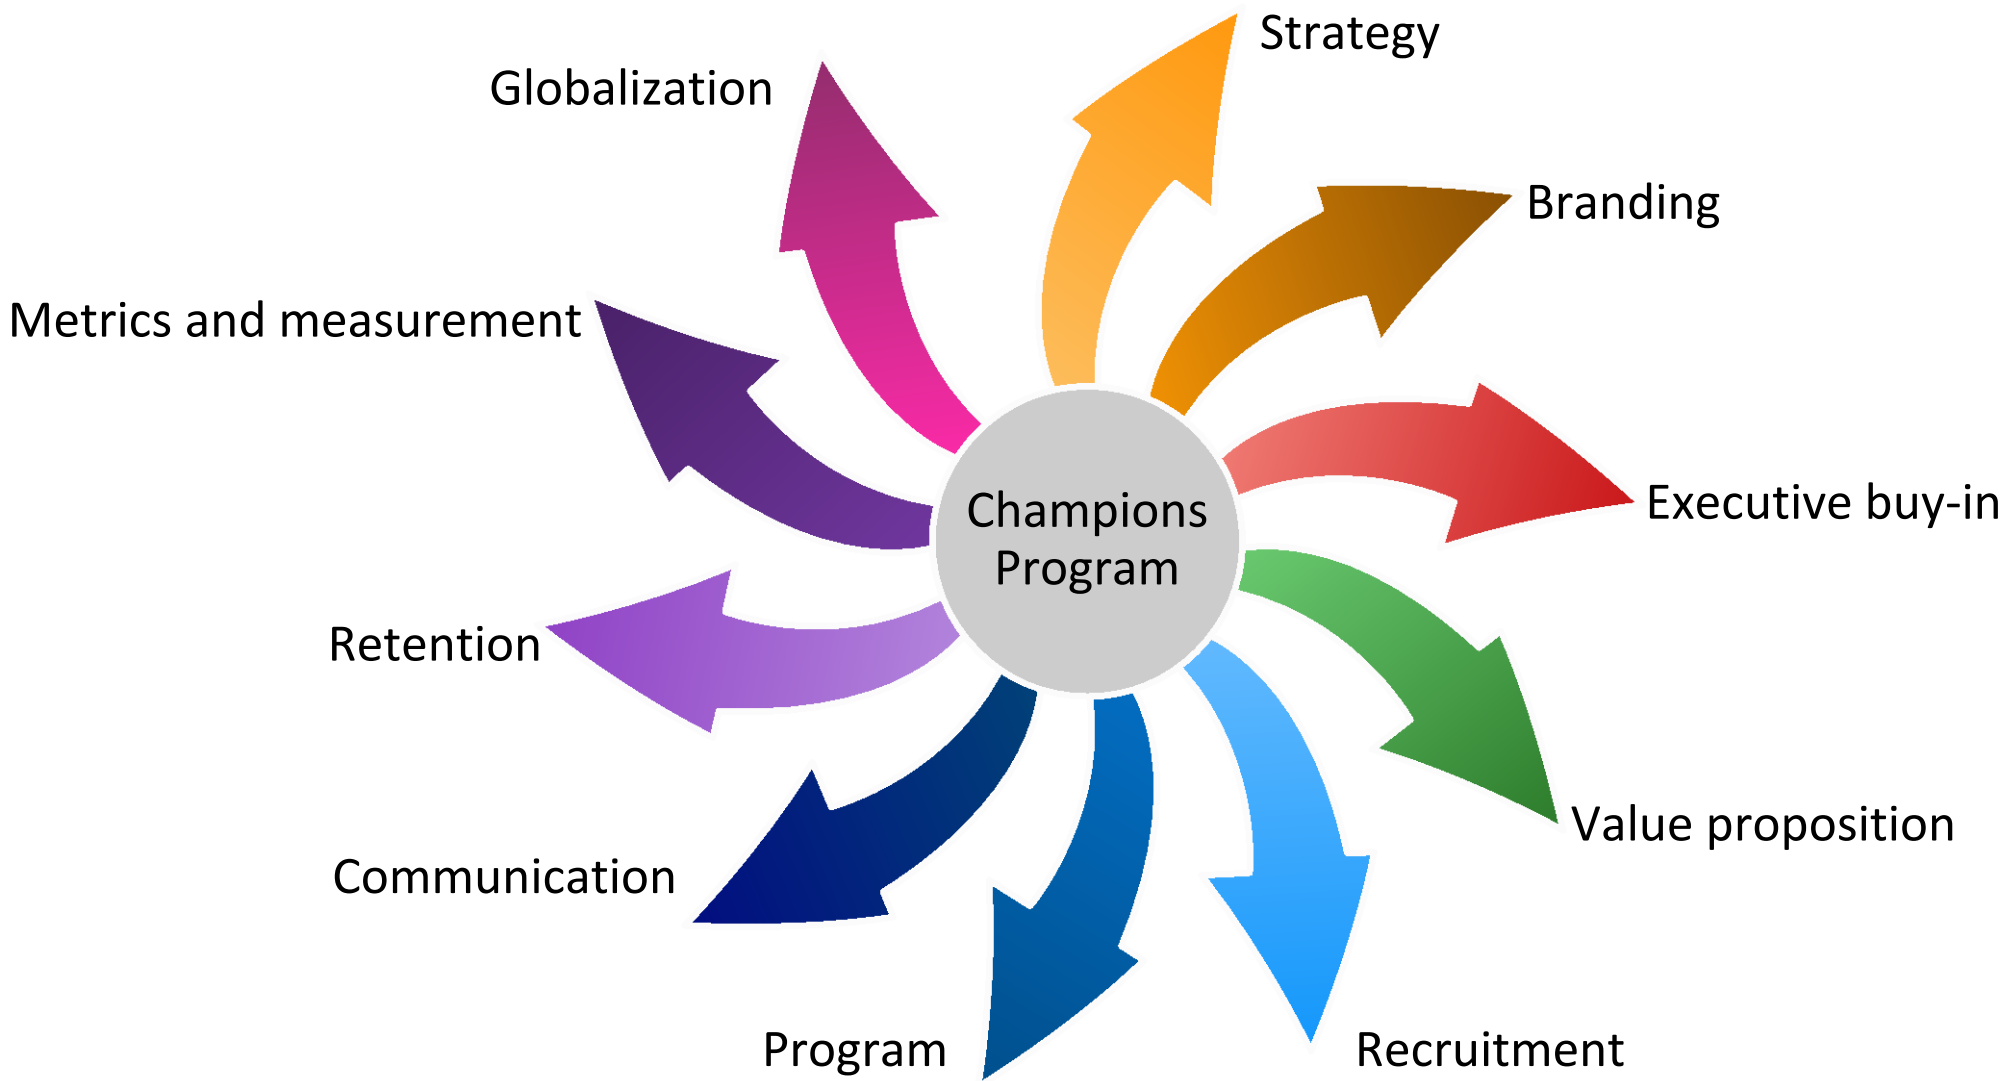 Strategy
Globalization
Branding
Metrics and measurement
Executive buy-in
Champions
Program
Retention
Value proposition
Communication
Program
Recruitment